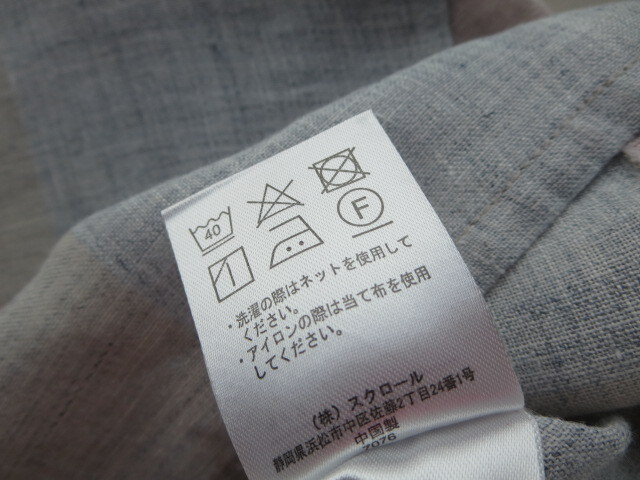 40
F
・洗濯の際はネットを使用して
ください。
・アイロンの際は当て布を使用
してください。
（株）スクロール
静岡県浜松市中区佐藤2丁目24番1号
中国製
7076